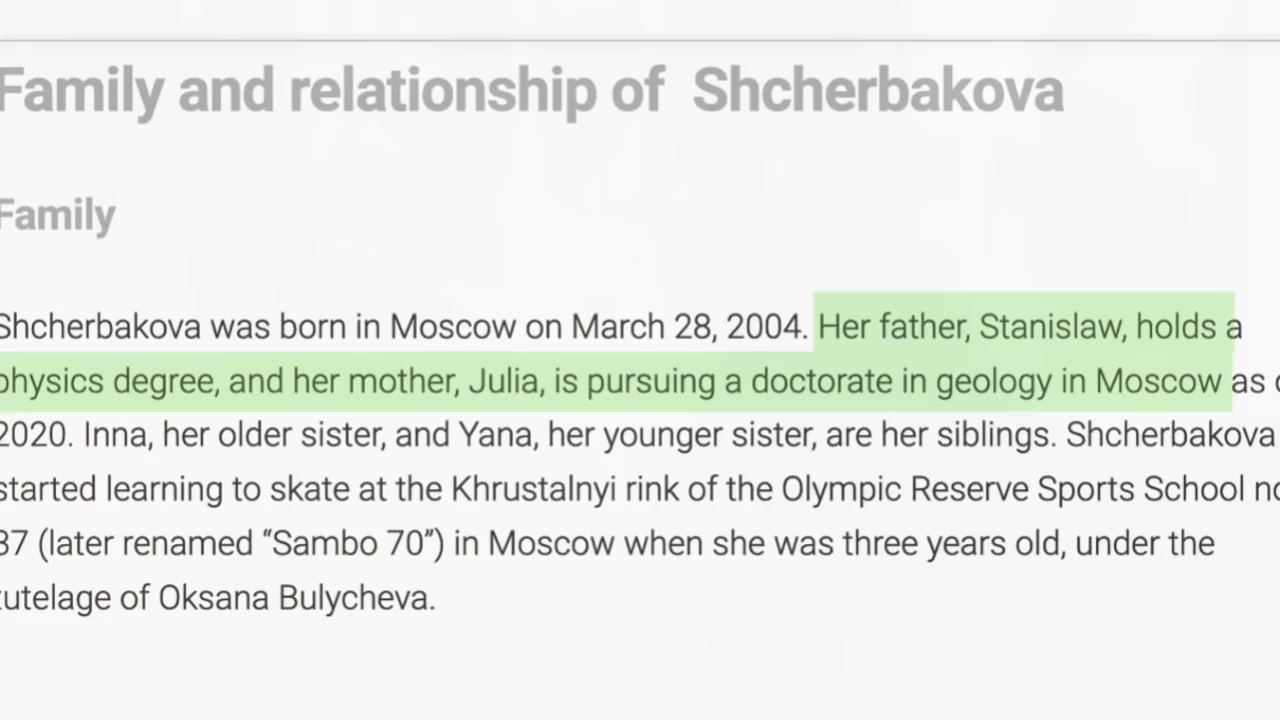 Family and relationship of Shcherbakova
Family
Shcherbakova was born in Moscow on March 28, 2004. Her father, Stanislaw, holds a
physics degree, and her mother, Julia, is pursuing a doctorate in geology in Moscow as
2020. Inna, her older sister, and Yana, her younger sister, are her siblings. Shcherbakova
started learning to skate at the Khrustalnyi rink of the Olympic Reserve Sports School
37 (later renamed “Sambo 70”) in Moscow when she was three years old, under the
tutelage of Oksana Bulycheva.